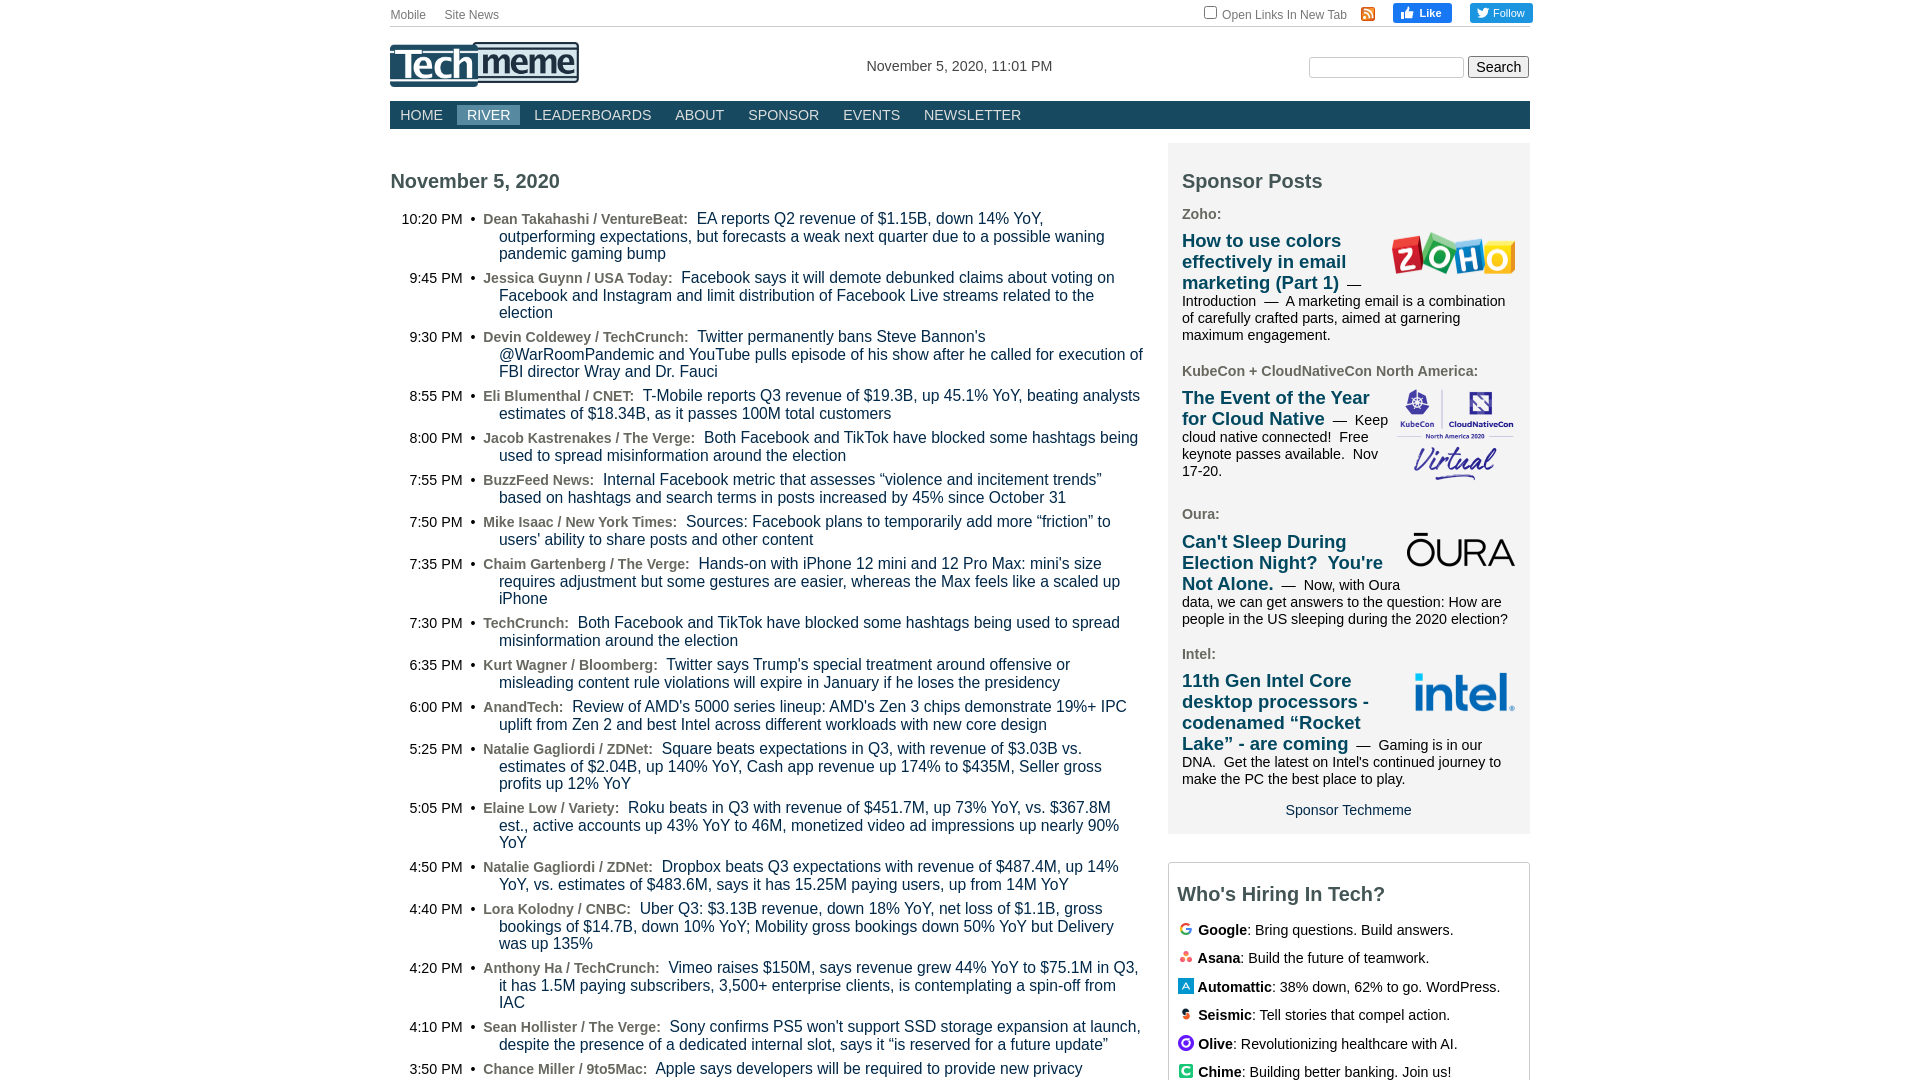 Mobile Site News
Open Links In New Tab Like Follow
Techmeme
November 5, 2020, 11:01 PM
Search
HOME RIVER LEADERBOARDS ABOUT SPONSOR EVENTS NEWSLETTER
November 5, 2020
10:20 PM • Dean Takahashi / VentureBeat: EA reports Q2 revenue of $1.15B, down 14% YoY,
outperforming expectations, but forecasts a weak next quarter due to a possible waning
pandemic gaming bump
9:45 PM • Jessica Guynn / USA Today: Facebook says it will demote debunked claims about voting on
Facebook and Instagram and limit distribution of Facebook Live streams related to the
election
9:30 PM • Devin Coldewey / TechCrunch: Twitter permanently bans Steve Bannon's
@WarRoomPandemic and YouTube pulls episode of his show after he called for execution of
FBI director Wray and Dr. Fauci
8:55 PM • Eli Blumenthal / CNET: T-Mobile reports Q3 revenue of $19.3B, up 45.1% YoY, beating analysts
estimates of $18.34B, as it passes 100M total customers
8:00 PM • Jacob Kastrenakes / The Verge: Both Facebook and TikTok have blocked some hashtags being
used to spread misinformation around the election
7:55 PM • BuzzFeed News: Internal Facebook metric that assesses “violence and incitement trends”
based on hashtags and search terms in posts increased by 45% since October 31
7:50 PM • Mike Isaac / New York Times: Sources: Facebook plans to temporarily add more “friction” to
users' ability to share posts and other content
7:35 PM • Chaim Gartenberg / The Verge: Hands-on with iPhone 12 mini and 12 Pro Max: mini's size
requires adjustment but some gestures are easier, whereas the Max feels like a scaled up
iPhone
7:30 PM • TechCrunch: Both Facebook and TikTok have blocked some hashtags being used to spread
misinformation around the election
6:35 PM • Kurt Wagner / Bloomberg: Twitter says Trump's special treatment around offensive or
misleading content rule violations will expire in January if he loses the presidency
6:00 PM • AnandTech: Review of AMD's 5000 series lineup: AMD's Zen 3 chips demonstrate 19%+ IPC
uplift from Zen 2 and best Intel across different workloads with new core design
5:25 PM • Natalie Gagliordi / ZDNet: Square beats expectations in Q3, with revenue of $3.03B vs.
estimates of $2.04B, up 140% YoY, Cash app revenue up 174% to $435M, Seller gross
profits up 12% YoY
5:05 PM • Elaine Low / Variety: Roku beats in Q3 with revenue of $451.7M, up 73% YoY, vs. $367.8M
est., active accounts up 43% YoY to 46M, monetized video ad impressions up nearly 90%
YoY
4:50 PM • Natalie Gagliordi / ZDNet: Dropbox beats Q3 expectations with revenue of $487.4M, up 14%
YoY, vs. estimates of $483.6M, says it has 15.25M paying users, up from 14M YoY
4:40 PM • Lora Kolodny / CNBC: Uber Q3: $3.13B revenue, down 18% YoY, net loss of $1.1B, gross
bookings of $14.7B, down 10% YoY; Mobility gross bookings down 50% YoY but Delivery
was up 135%
4:20 PM • Anthony Ha / TechCrunch: Vimeo raises $150M, says revenue grew 44% YoY to $75.1M in Q3,
it has 1.5M paying subscribers, 3,500+ enterprise clients, is contemplating a spin-off from
IAC
4:10 PM • Sean Hollister / The Verge: Sony confirms PS5 won't support SSD storage expansion at launch,
despite the presence of a dedicated internal slot, says it “is reserved for a future update”
3:50 PM • Chance Miller / 9to5Mac: Apple says developers will be required to provide new privacy
Sponsor Posts
Zoho:
ZOHO
How to use colors
effectively in email
marketing (Part 1) —
Introduction — A marketing email is a combination
of carefully crafted parts, aimed at garnering
maximum engagement.
KubeCon + CloudNativeCon North America:
KubeCon CloudNativeCon
North America 2020
Virtual
The Event of the Year
for Cloud Native — Keep
cloud native connected! Free
keynote passes available. Nov
17-20.
Oura:
ŌURA
Can't Sleep During
Election Night? You're
Not Alone. — Now, with Oura
data, we can get answers to the question: How are
people in the US sleeping during the 2020 election?
Intel:
intel®
11th Gen Intel Core
desktop processors -
codenamed “Rocket
Lake” - are coming — Gaming is in our
DNA. Get the latest on Intel's continued journey to
make the PC the best place to play.
Sponsor Techmeme
Who's Hiring In Tech?
Google: Bring questions. Build answers.
Asana: Build the future of teamwork.
Automattic: 38% down, 62% to go. WordPress.
Seismic: Tell stories that compel action.
Olive: Revolutionizing healthcare with AI.
Chime: Building better banking. Join us!